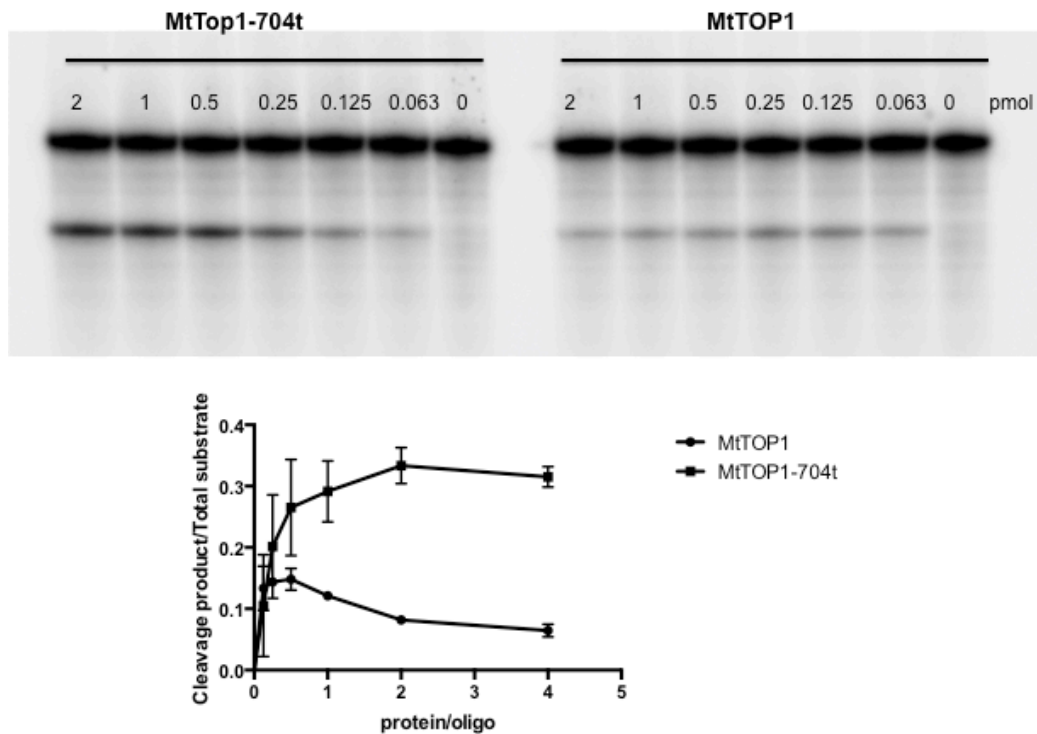 MtTop1-704t MtTOP1
2 1 0.5 0.25 0.125 0.063 0 2 1 0.5 0.25 0.125 0.063 0 pmol
Cleavage product/Total substrate
0.4
0.3
0.2
0.1
0.0
0 1 2 3 4 5
protein/oligo
MtTOP1
MtTOP1-704t